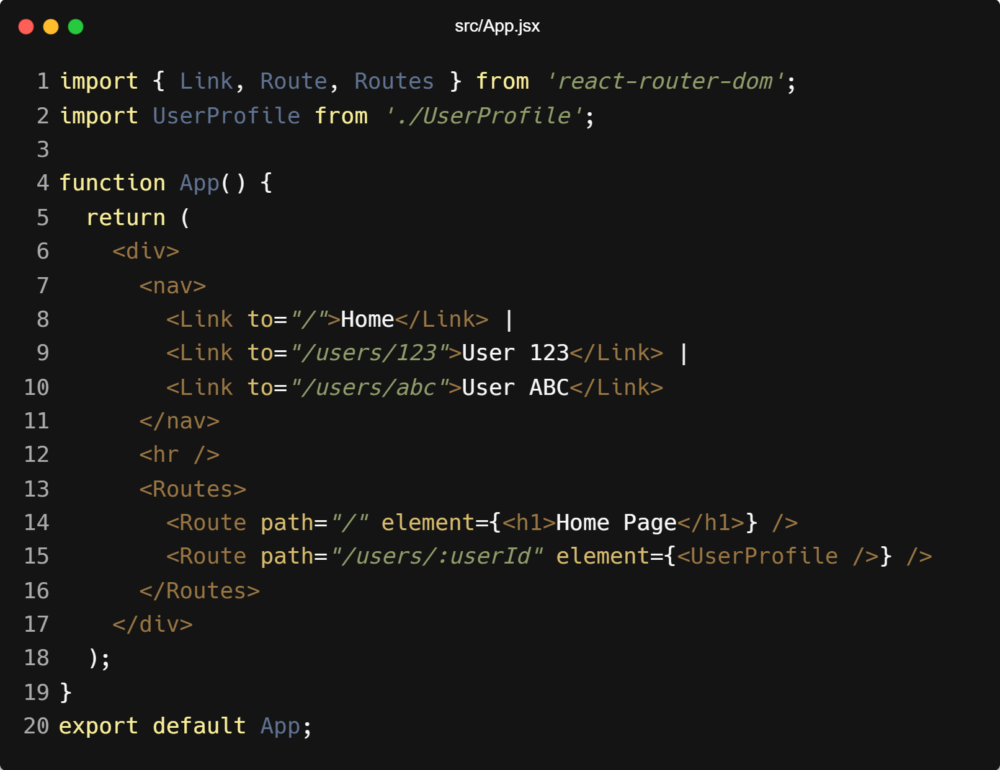 src/App.jsx
1 import { Link, Route, Routes } from 'react-router-dom';
2 import UserProfile from './UserProfile';
3
4 function App() {
5   return (
6     <div>
7       <nav>
8         <Link to="/">Home</Link> |
9         <Link to="/users/123">User 123</Link> |
10         <Link to="/users/abc">User ABC</Link>
11       </nav>
12       <hr />
13       <Routes>
14         <Route path="/" element={<h1>Home Page</h1>} />
15         <Route path="/users/:userId" element={<UserProfile />} />
16       </Routes>
17     </div>
18   );
19 }
20 export default App;